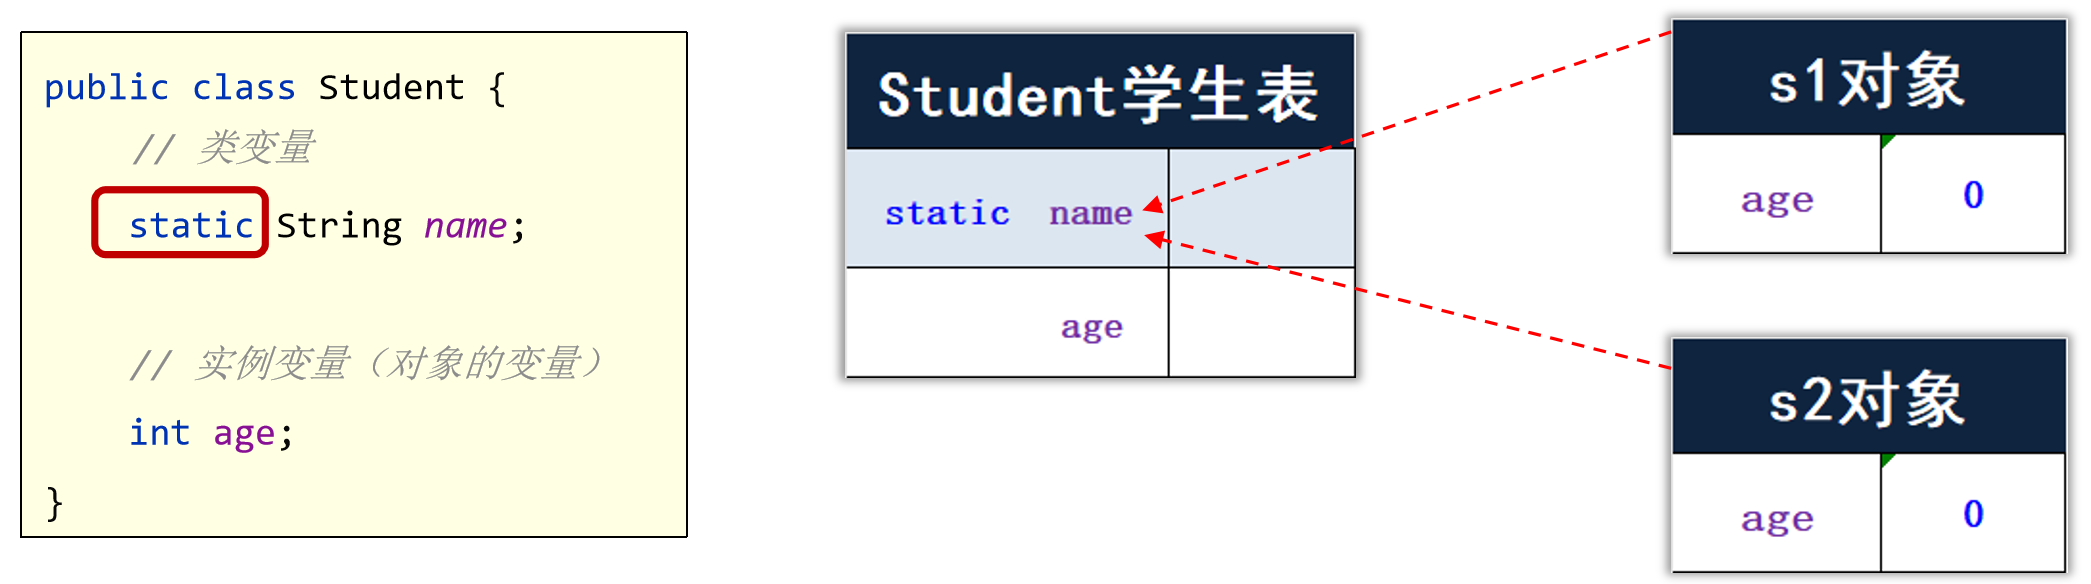 public class Student {
// 类变量
static String name;
// 实例变量（对象的变量）
int age;
}
Student学生表
static name
age
s1对象
age 0
s2对象
age 0